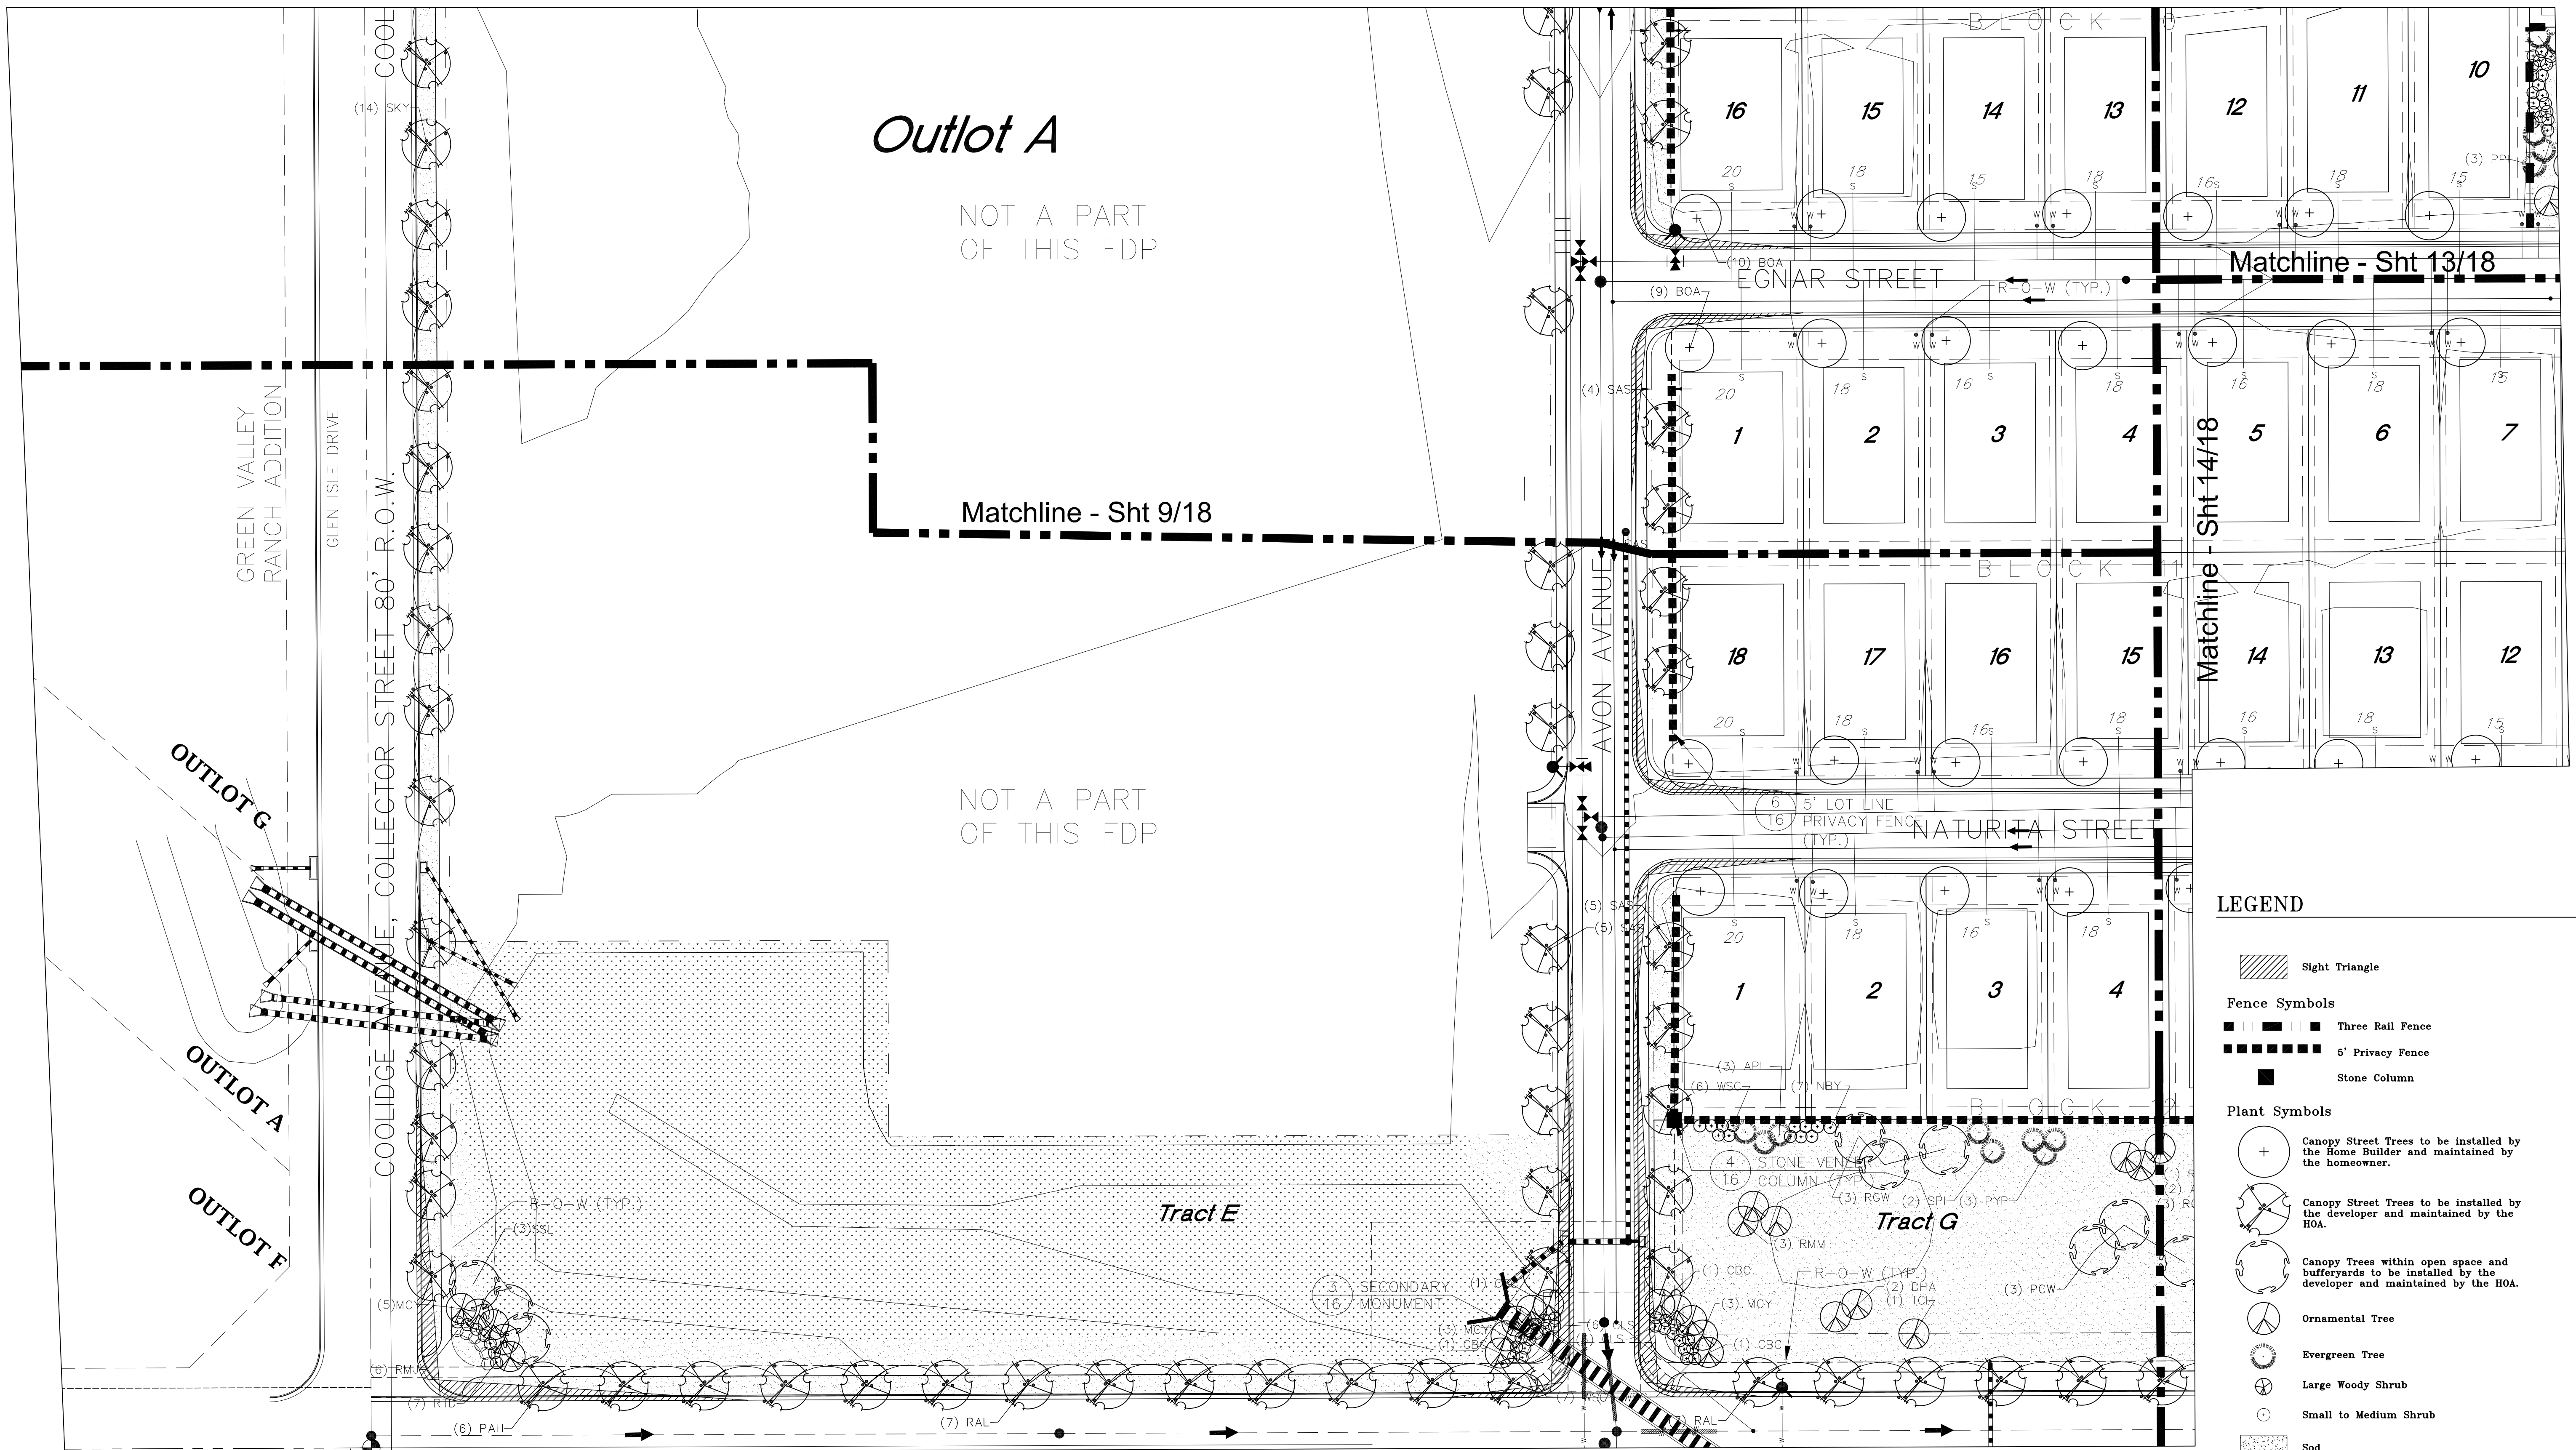 COOL
(14) SKY
Outlot A
NOT A PART
OF THIS FDP
BLOCK
16
15
14
13
12
11
10
20
18
15
18
16
18
15
(3) PPI
(10) BOA
EGNAR STREET
Matchline - Sht 13/18
(9) BOA
R-O-W (TYP.)
(4) SAS
20
18
16
18
16
18
15
1
2
3
4
5
6
7
GREEN VALLEY
RANCH ADDITION
GLEN ISLE DRIVE
COOLIDGE AVENUE, COLLECTOR STREET 80' R.O.W.
Matchline - Sht 9/18
Matchline - Sht 14/18
AVON AVENUE
BLOCK 11
18
17
16
15
14
13
12
20
18
16
18
16
18
15
OUTLOT G
NOT A PART
OF THIS FDP
6
16
5' LOT LINE
PRIVACY FENCE
(TYP.)
NATURITA STREET
(5) SAS
(5) SAS
20
18
16
18
1
2
3
4
OUTLOT A
OUTLOT F
(3) API
(6) WSC
(7) NBY
BLOCK 12
4
16
STONE VENEER
COLUMN (TYP.)
(3) RGW
(2) SPI
(3) PYP
R-O-W (TYP.)
(3)SSL
Tract E
Tract G
(3) RMM
(1) CBC
R-O-W (TYP.)
(2) DHA
(1) TCH
(3) PCW
3
16
SECONDARY
MONUMENT
(5)MCY
(3) MCY
(3) MCY
(1) CBC
(1) CBC
(7) RTD
(6) PAH
(7) RAL
RAL
LEGEND
Sight Triangle
Fence Symbols
Three Rail Fence
5' Privacy Fence
Stone Column
Plant Symbols
Canopy Street Trees to be installed by
the Home Builder and maintained by
the homeowner.
Canopy Street Trees to be installed by
the developer and maintained by the
HOA.
Canopy Trees within open space and
bufferyards to be installed by the
developer and maintained by the HOA.
Ornamental Tree
Evergreen Tree
Large Woody Shrub
Small to Medium Shrub
Sod